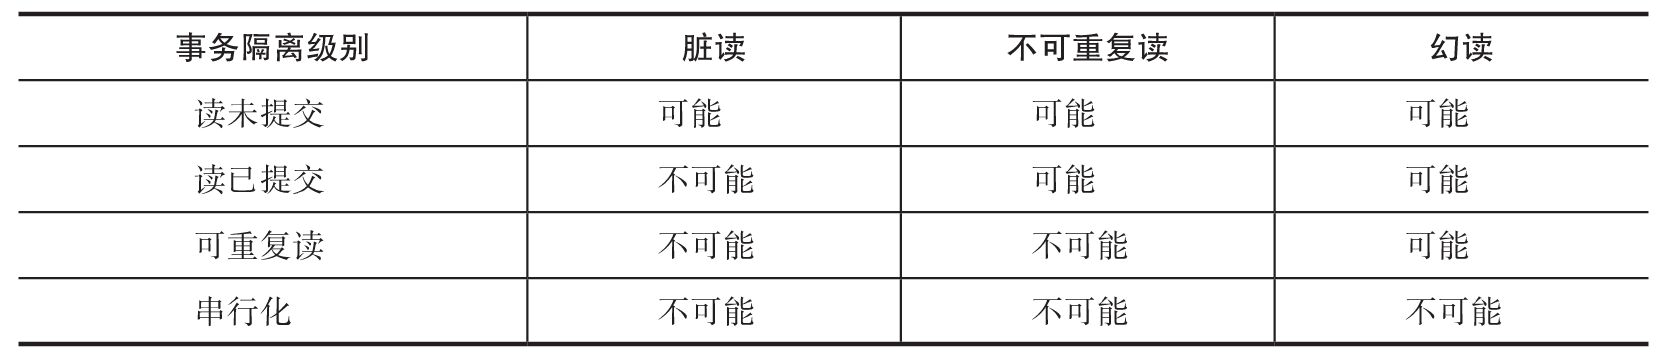 事务隔离级别 脏读 不可重复读 幻读
读未提交 可能 可能 可能
读已提交 不可能 可能 可能
可重复读 不可能 不可能 可能
串行化 不可能 不可能 不可能